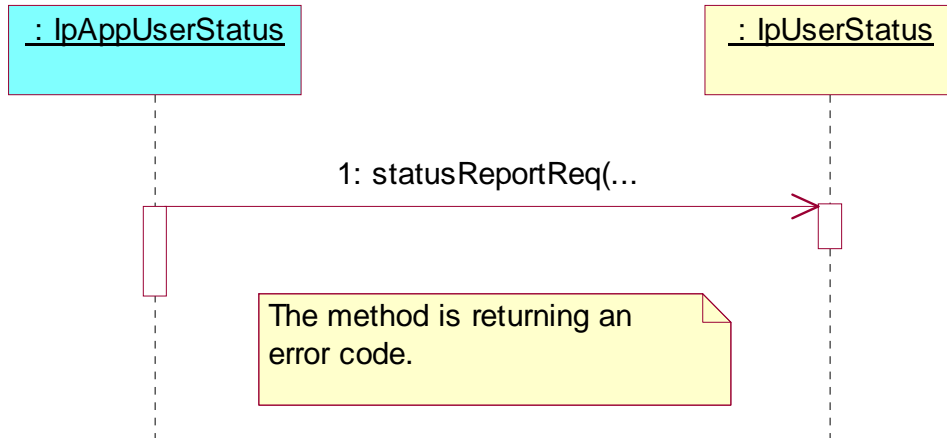 : IpAppUserStatus
: IpUserStatus
1: statusReportReq(...
The method is returning an
error code.